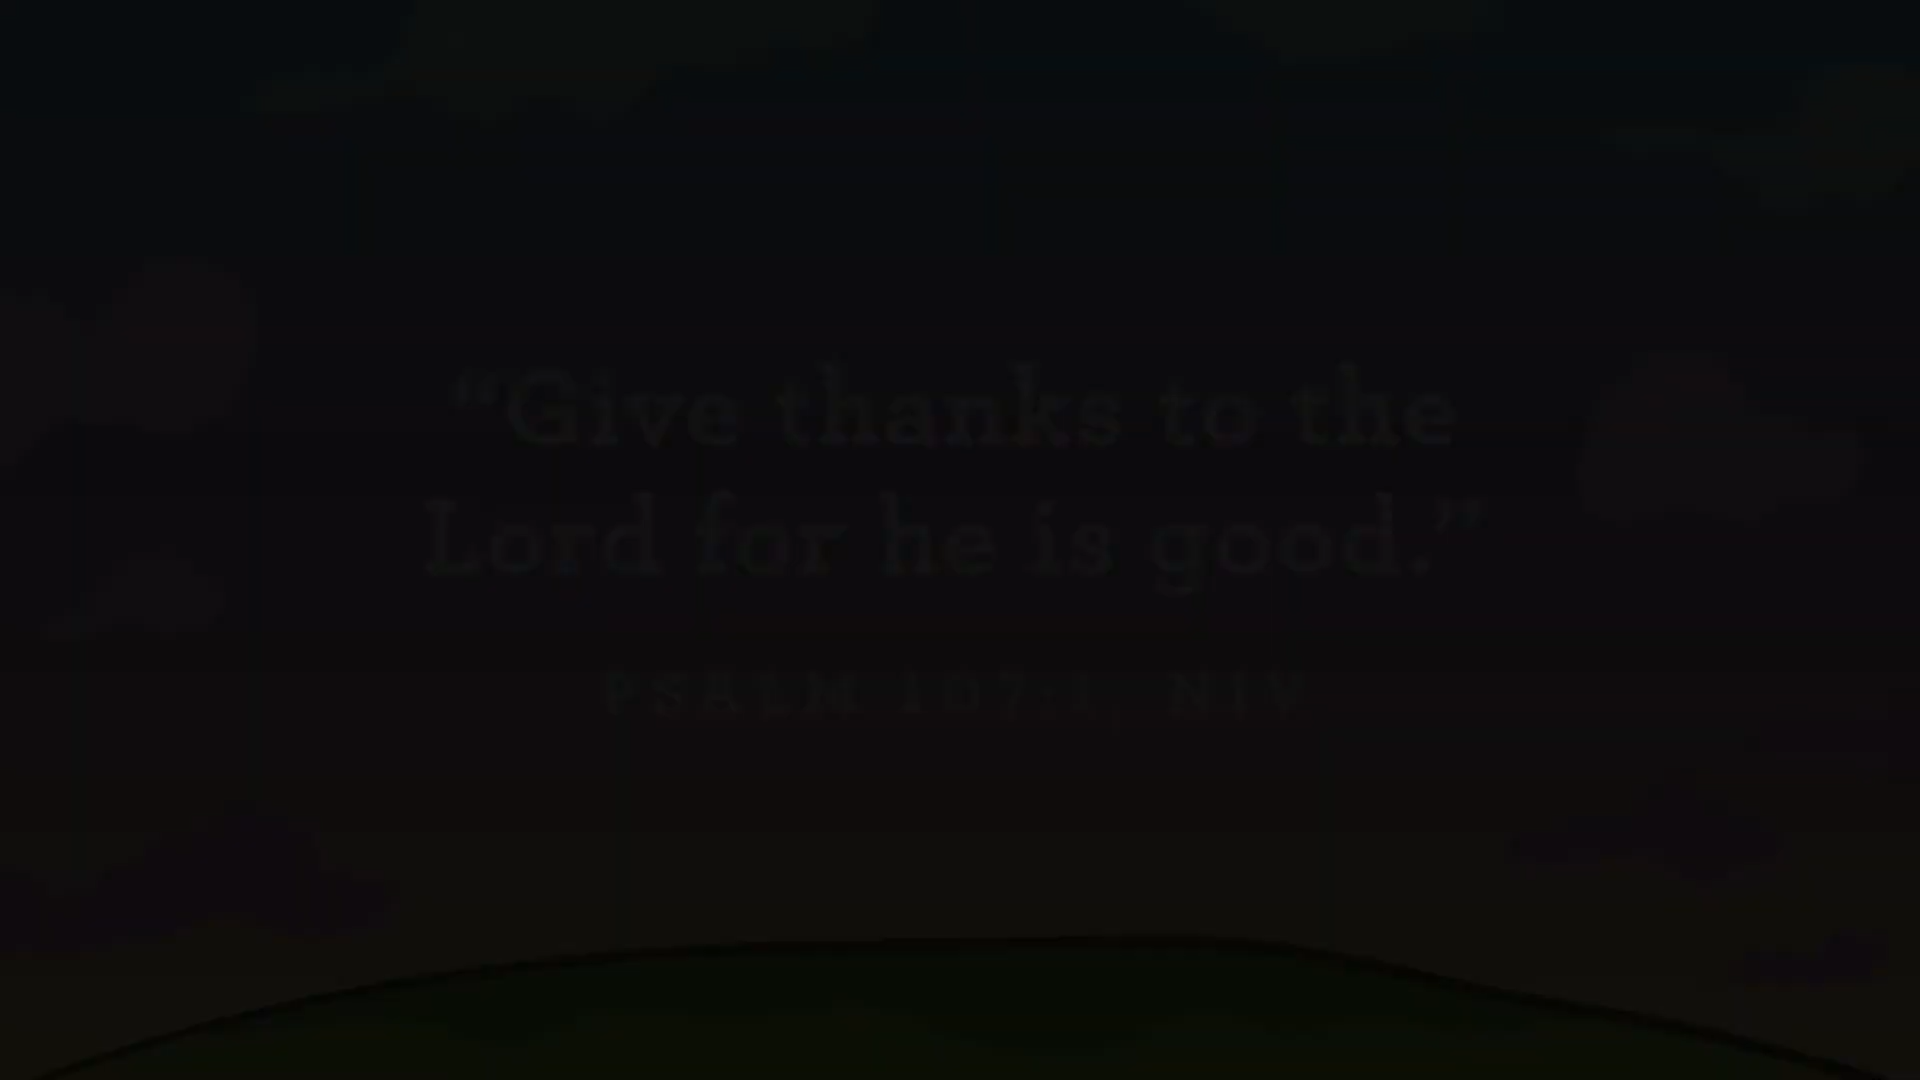 “Give thanks to the
Lord for he is good.”
PSALM 107:1, NIV